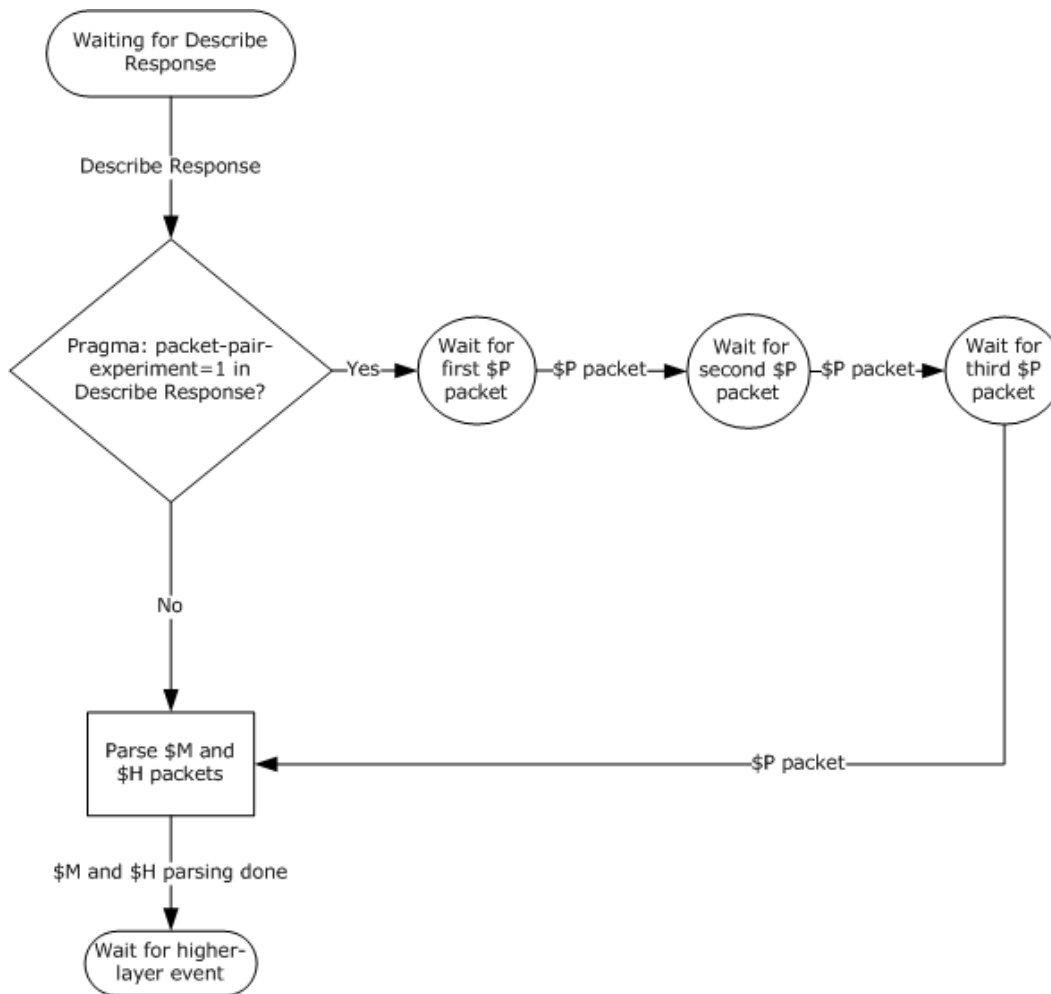 Waiting for Describe
Response
Describe Response
Pragma: packet-pair-
experiment=1 in
Describe Response?
Yes
Wait for
first $P
packet
$P packet
Wait for
second $P
packet
$P packet
Wait for
third $P
packet
No
Parse $M and
$H packets
$P packet
$M and $H parsing done
Wait for higher-
layer event